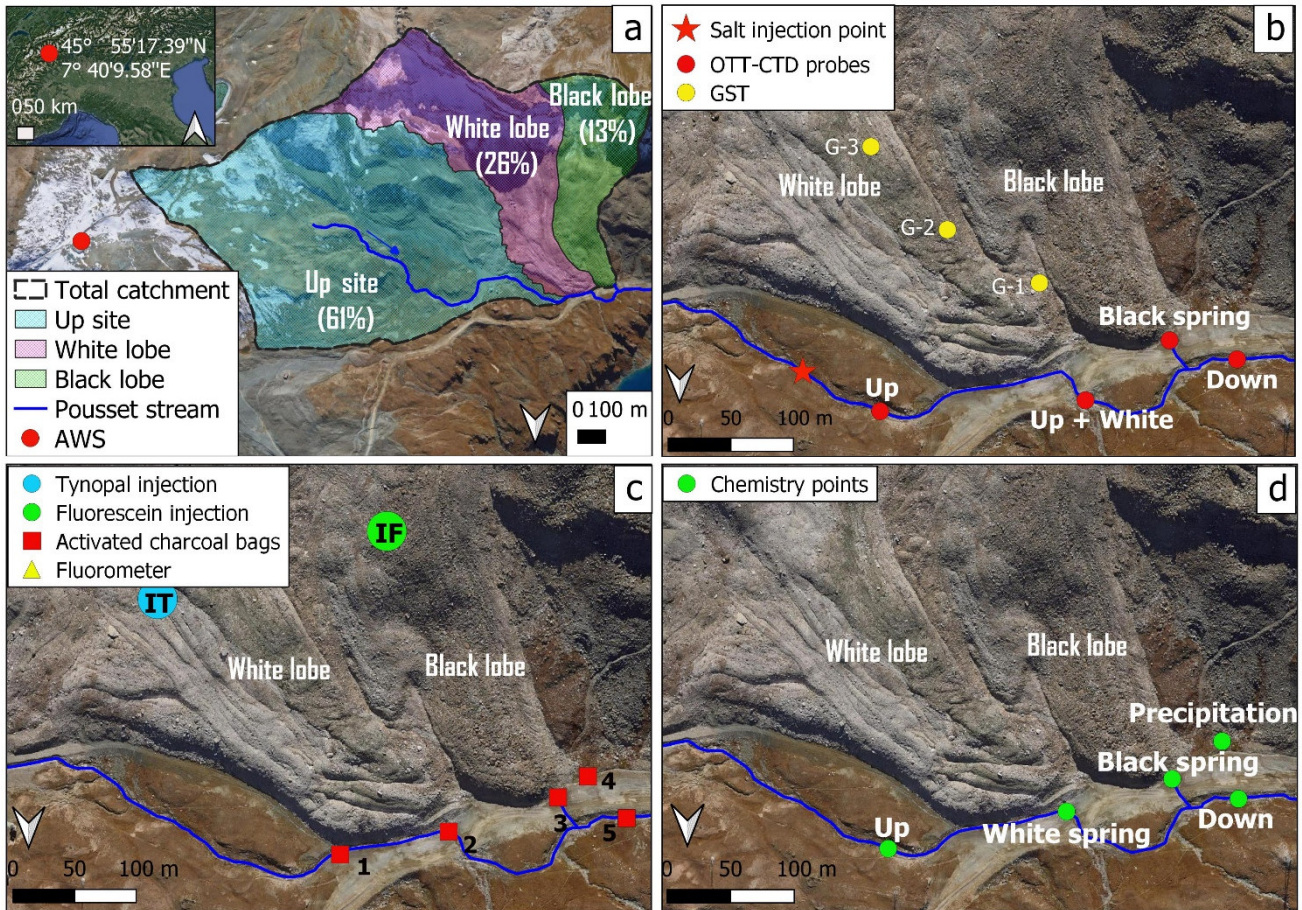 a
45° 55'17.39"N
7° 40'9.58"E
050 km
Black lobe
(13%)
White lobe
(26%)
Up site
(61%)
Total catchment
Up site
White lobe
Black lobe
Pousset stream
AWS
0 100 m
b
Salt injection point
OTT-CTD probes
GST
G-3
White lobe
Black lobe
G-2
G-1
Black spring
Up
Down
Up + White
0 50 100 m
c
Tynopal injection
Fluorescein injection
Activated charcoal bags
Fluorometer
IF
IT
White lobe
Black lobe
4
3
5
2
1
0 50 100 m
d
Chemistry points
White lobe
Black lobe
Precipitation
Black spring
Up
White spring
Down
0 50 100 m